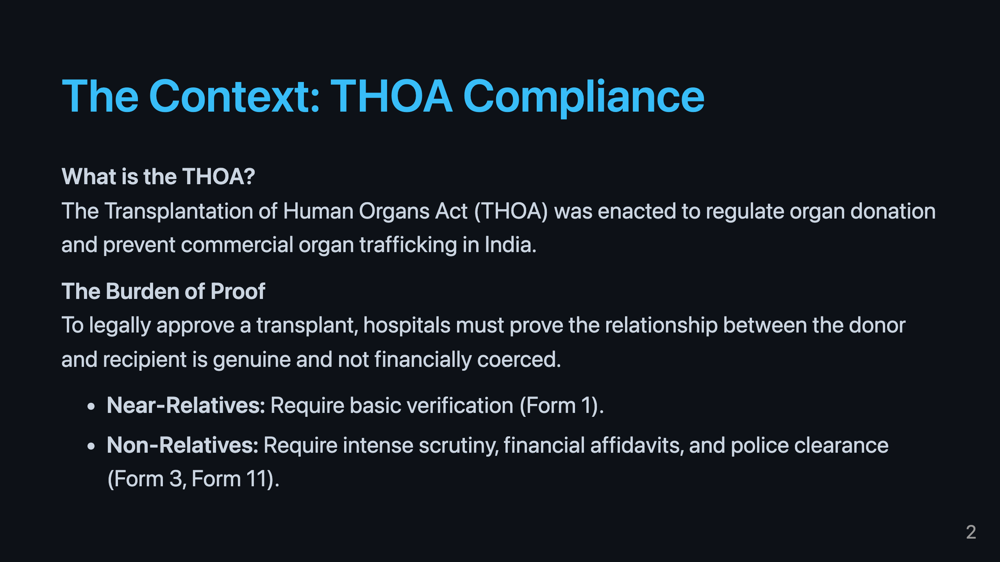 The Context: THOA Compliance
What is the THOA?
The Transplantation of Human Organs Act (THOA) was enacted to regulate organ donation
and prevent commercial organ trafficking in India.
The Burden of Proof
To legally approve a transplant, hospitals must prove the relationship between the donor
and recipient is genuine and not financially coerced.
• Near-Relatives: Require basic verification (Form 1).
• Non-Relatives: Require intense scrutiny, financial affidavits, and police clearance
(Form 3, Form 11).
2